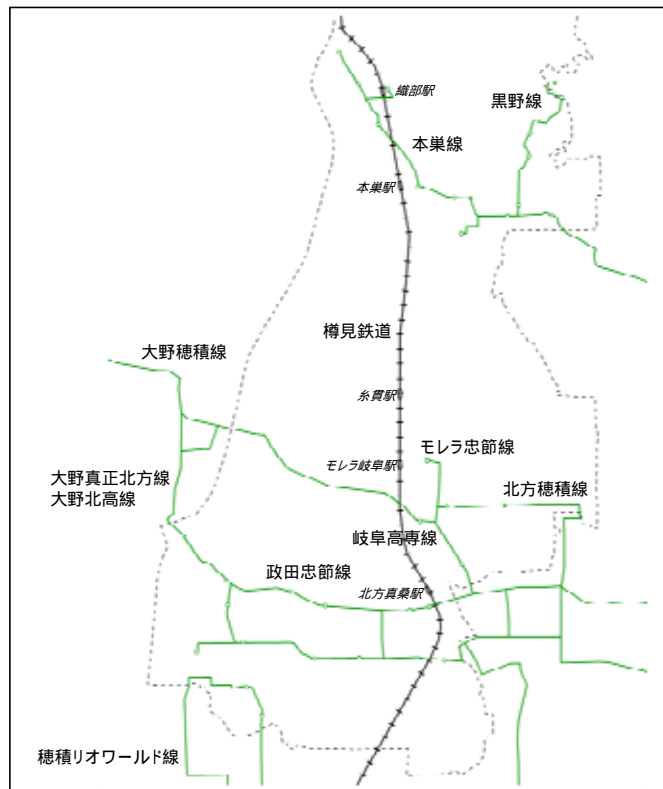 織部駅
黒野線
本巣線
本巣駅
樽見鉄道
大野穂積線
糸貫駅
モレラ忠節線
モレラ岐阜駅
大野真正北方線
大野北高線
北方穂積線
岐阜高専線
政田忠節線
北方真桑駅
穂積リオワールド線